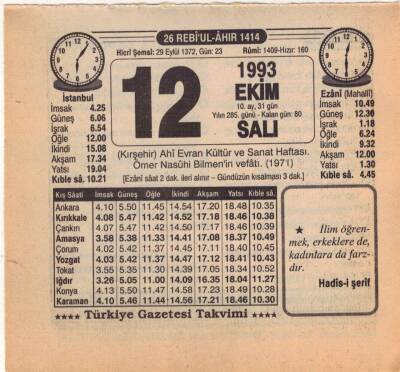 26 REBİ'UL-ÂHIR 1414
Hicrî Şemsî: 29 Eylül 1372, Gün: 23 Rûmî: 1409-Hızır: 160
12
1993
EKİM
10. ay, 31 gün
Yılın 285. günü - Kalan gün: 80
SALI
İstanbul
İmsak 4.25
Güneş 6.06
İşrak 6.54
Öğle 12.00
İkindi 15.08
Akşam 17.34
Yatsı 19.04
Kıble sâ. 10.21
Ezânî (Mahallî)
İmsak 10.49
Güneş 12.30
İşrak 1.18
Öğle 6.24
İkindi 9.32
Akşam 12.00
Yatsı 1.30
Kıble sâ. 4.45
(Kırşehir) Ahî Evran Kültür ve Sanat Haftası.
Ömer Nasûhi Bilmen'in vefâtı. (1971)
[Ezânî sâat 2 dak. ileri alınır – Gündüzün kısalması 3 dak.]
Kış Sâati İmsak Güneş Öğle İkindi Akşam Yatsı Kıble sâ.
Ankara 4.10 5.50 11.45 14.54 17.20 18.48 10.35
Kırıkkale 4.08 5.47 11.42 14.52 17.18 18.46 10.38
Çankırı 4.07 5.47 11.42 14.50 17.17 18.45 10.39
Amasya 3.58 5.38 11.33 14.41 17.08 18.37 10.49
Çorum 4.02 5.42 11.37 14.45 17.11 18.40 10.45
Yozgat 4.03 5.42 11.37 14.47 17.12 18.41 10.44
Tokat 3.55 5.35 11.30 14.39 17.05 18.34 10.52
Iğdır 3.26 5.05 11.00 14.09 16.35 18.04 11.27
Konya 4.13 5.50 11.47 14.58 17.23 18.49 10.28
Karaman 4.10 5.46 11.44 14.56 17.21 18.46 10.30
★ İlim öğren-
mek, erkeklere de,
kadınlara da farz-
dır.
Hadîs-i şerîf
★★★★ Türkiye Gazetesi Takvimi ★★★★